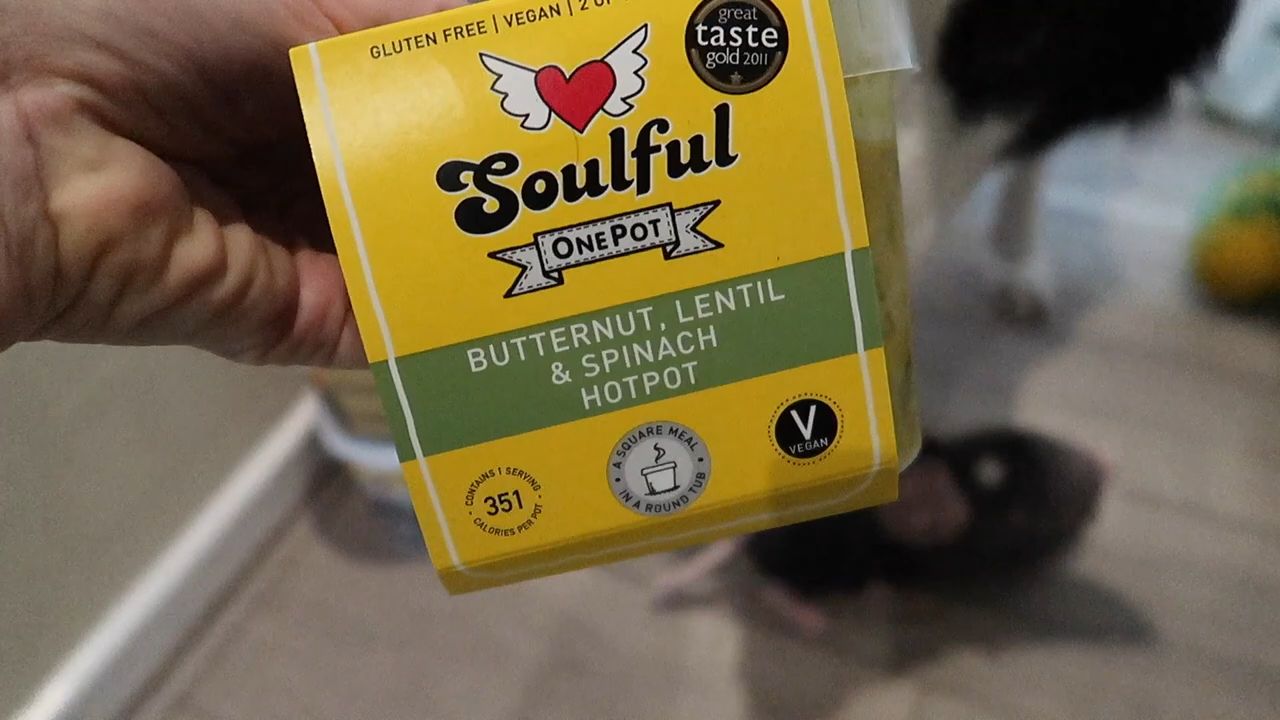 GLUTEN FREE | VEGAN | 2 OF
great
taste
gold 2011
Soulful
ONE POT
BUTTERNUT, LENTIL
& SPINACH
HOTPOT
CONTAINS 1 SERVING
351
CALORIES PER POT
A SQUARE MEAL
IN A ROUND TUB
V
VEGAN